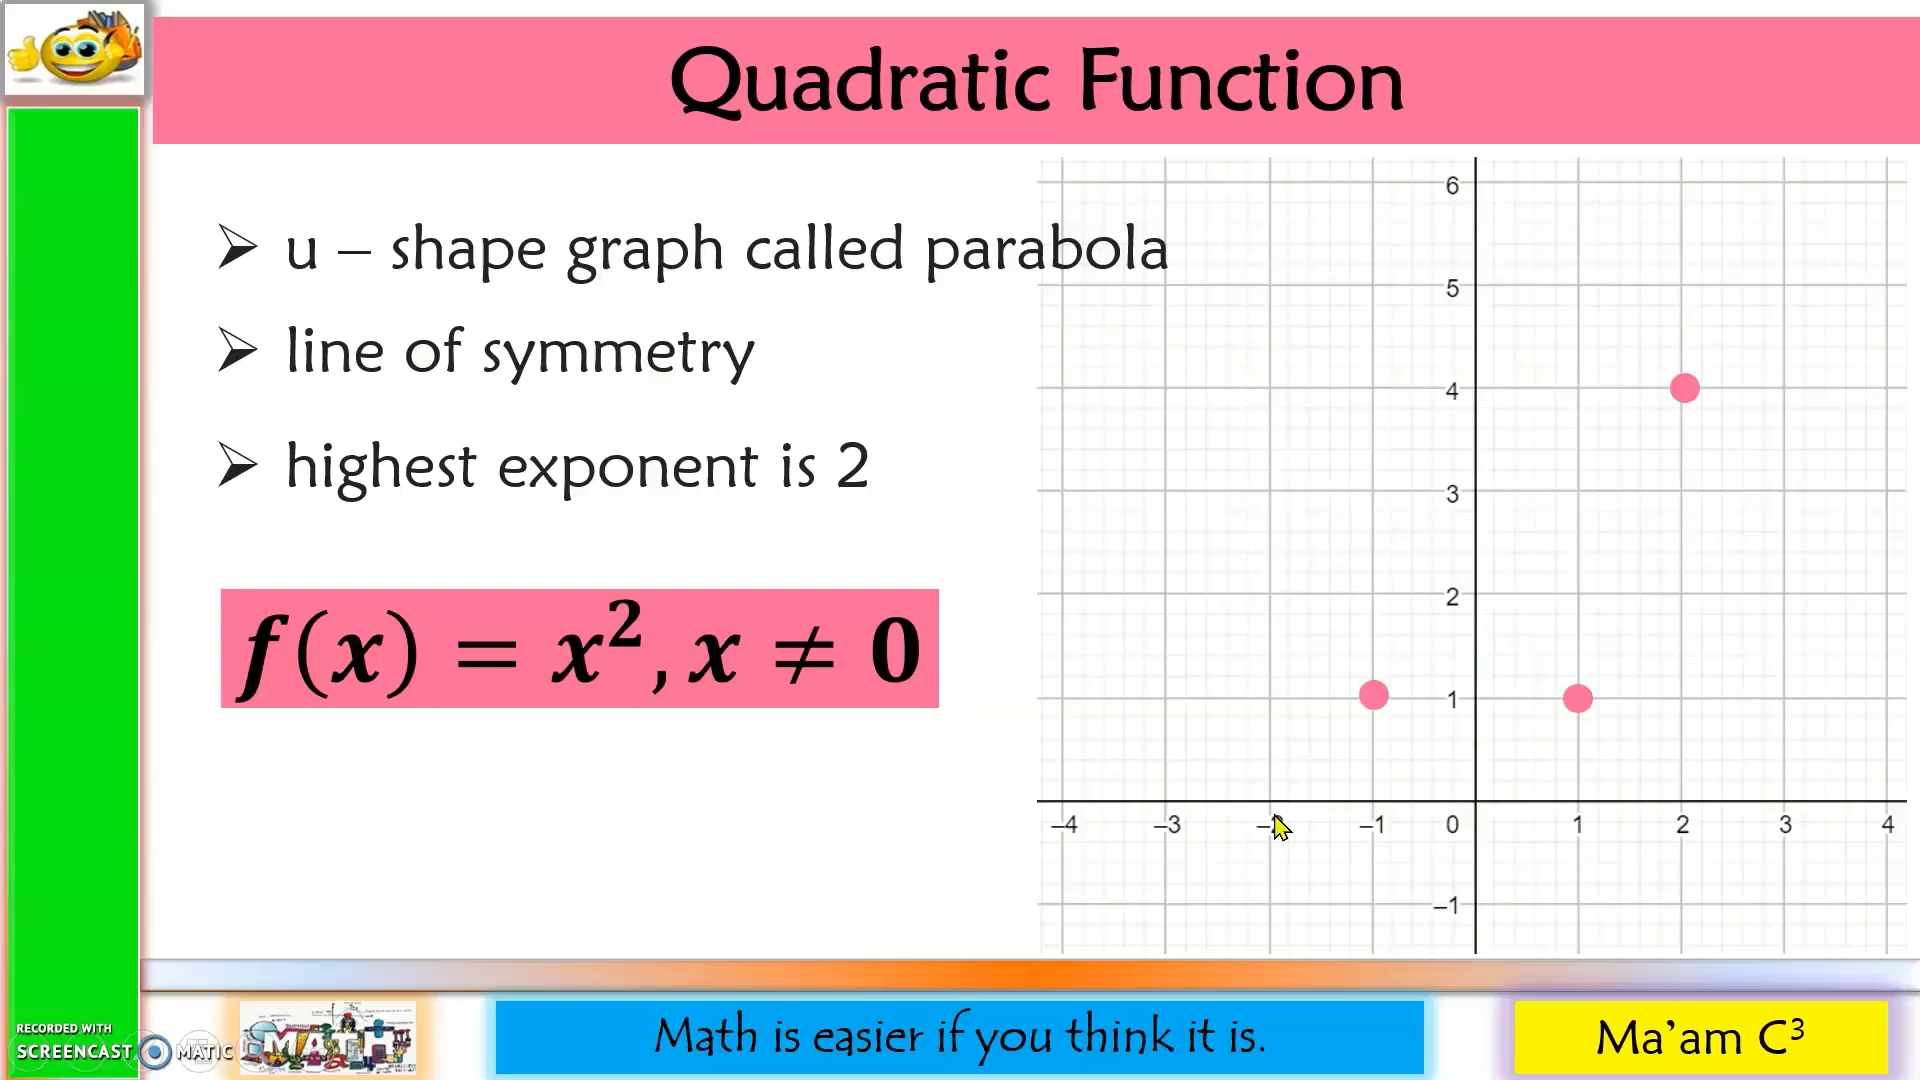 Quadratic Function
➢ u – shape graph called parabola
➢ line of symmetry
➢ highest exponent is 2
f(x) = x², x ≠ 0
6
5
4
3
2
1
–4 –3 –1 0 1 2 3 4
–1
RECORDED WITH
SCREENCAST MATIC
MATH
Math is easier if you think it is.
Ma’am C³